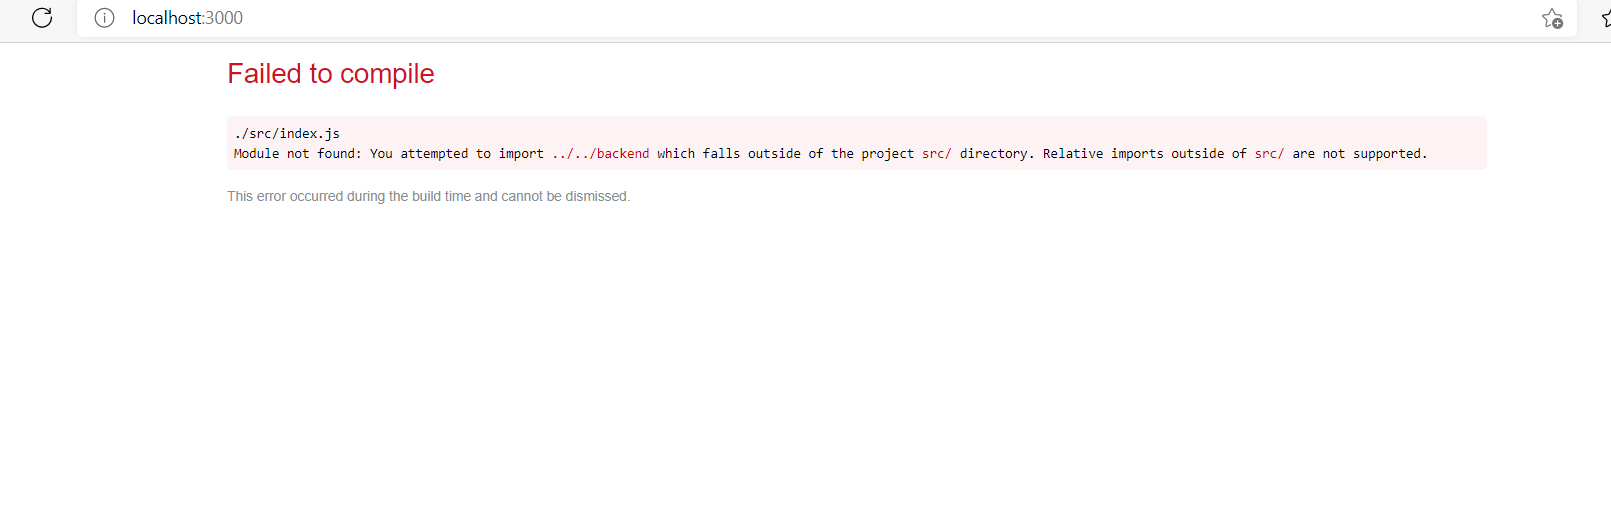 localhost:3000
Failed to compile
./src/index.js
Module not found: You attempted to import ../../backend which falls outside of the project src/ directory. Relative imports outside of src/ are not supported.
This error occurred during the build time and cannot be dismissed.